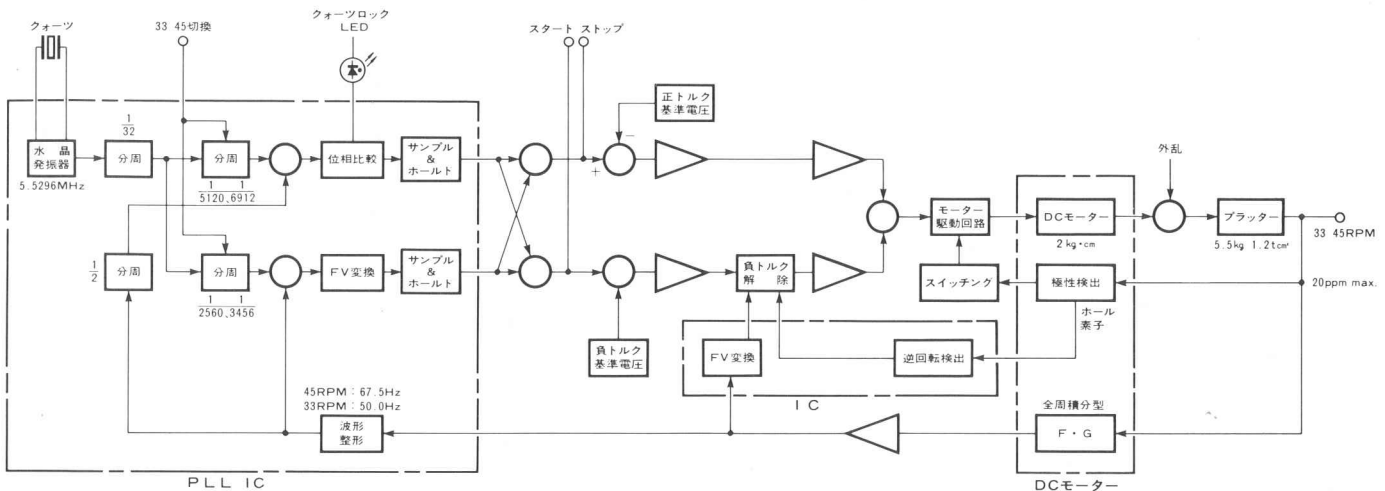 クォーツ
33 45切換
クォーツロック
LED
スタート ストップ
正トルク
基準電圧
1/32
水晶
発振器
分周
分周
位相比較
サンプル
&
ホールト
5.5296MHz
1/5120、1/6912
外乱
モーター
駆動回路
DCモーター
プラッター
33 45RPM
2kg・cm
5.5kg 1.2tcm²
1/2
分周
分周
FV変換
サンプル
&
ホールト
1/2560、1/3456
負トルク
解除
スイッチング
極性検出
20ppm max.
ホール
素子
負トルク
基準電圧
FV変換
逆回転検出
IC
45RPM:67.5Hz
33RPM:50.0Hz
波形
整形
全周積分型
F・G
PLL IC
DCモーター
+
−